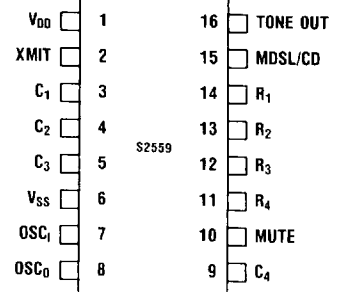 VDD 1 16 TONE OUT
XMIT 2 15 MDSL/CD
C1 3 14 R1
C2 4 13 R2
S2559
C3 5 12 R3
VSS 6 11 R4
OSCI 7 10 MUTE
OSCO 8 9 C4